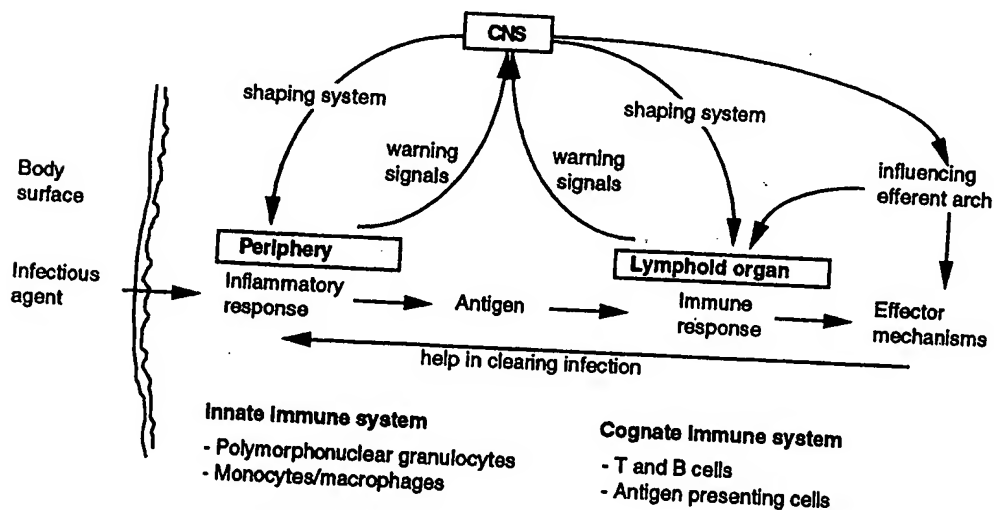 CNS
shaping system
shaping system
warning
signals
warning
signals
Body
surface
influencing
efferent arch
Periphery
Lymphoid organ
Infectious
agent
Inflammatory
response
Antigen
Immune
response
Effector
mechanisms
help in clearing infection
Innate Immune system
- Polymorphonuclear granulocytes
- Monocytes/macrophages
Cognate Immune system
- T and B cells
- Antigen presenting cells